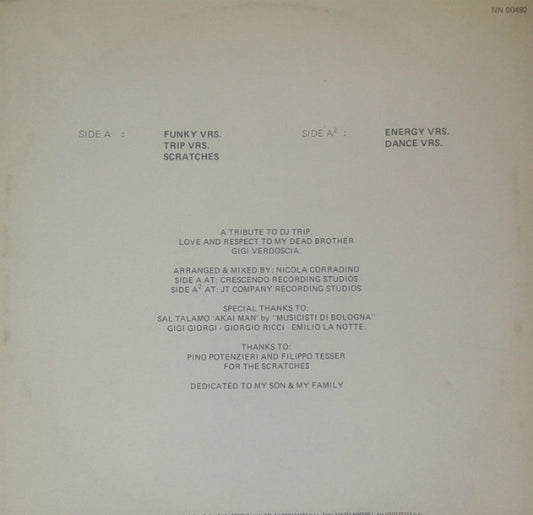 NN 00492
SIDE A : FUNKY VRS.
TRIP VRS.
SCRATCHES
SIDE A² : ENERGY VRS.
DANCE VRS.
A TRIBUTE TO DJ TRIP.
LOVE AND RESPECT TO MY DEAD BROTHER
GIGI VERDOSCIA.
ARRANGED & MIXED BY: NICOLA CORRADINO
SIDE A AT: CRESCENDO RECORDING STUDIOS
SIDE A² AT: JT COMPANY RECORDING STUDIOS
SPECIAL THANKS TO:
SAL TALAMO 'AKAI MAN' by "MUSICISTI DI BOLOGNA"
GIGI GIORGI - GIORGIO RICCI - EMILIO LA NOTTE.
THANKS TO:
PINO POTENZIERI AND FILIPPO TESSER
FOR THE SCRATCHES
DEDICATED TO MY SON & MY FAMILY